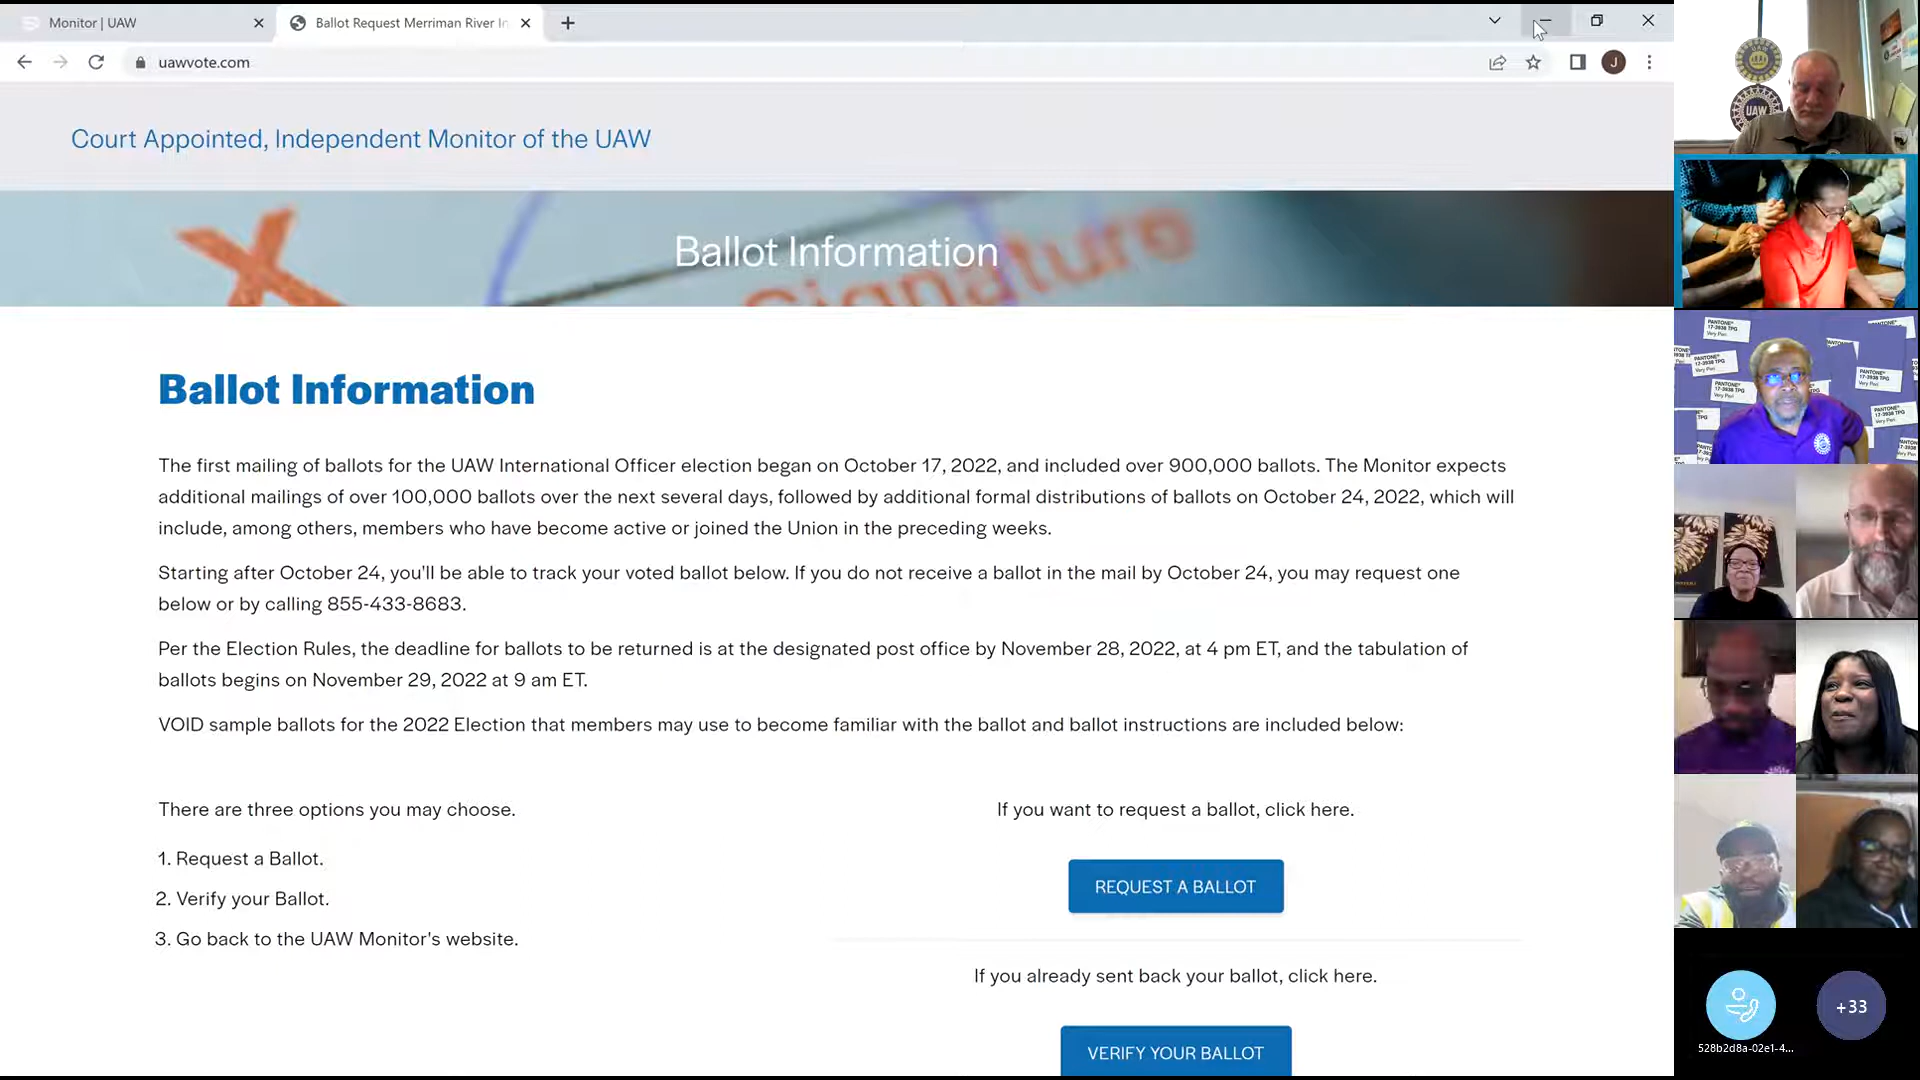 Monitor | UAW
Ballot Request Merriman River In
uawvote.com
J
Court Appointed, Independent Monitor of the UAW
Signature
Ballot Information
Ballot Information
The first mailing of ballots for the UAW International Officer election began on October 17, 2022, and included over 900,000 ballots. The Monitor expects
additional mailings of over 100,000 ballots over the next several days, followed by additional formal distributions of ballots on October 24, 2022, which will
include, among others, members who have become active or joined the Union in the preceding weeks.
Starting after October 24, you'll be able to track your voted ballot below. If you do not receive a ballot in the mail by October 24, you may request one
below or by calling 855-433-8683.
Per the Election Rules, the deadline for ballots to be returned is at the designated post office by November 28, 2022, at 4 pm ET, and the tabulation of
ballots begins on November 29, 2022 at 9 am ET.
VOID sample ballots for the 2022 Election that members may use to become familiar with the ballot and ballot instructions are included below:
There are three options you may choose.
1. Request a Ballot.
2. Verify your Ballot.
3. Go back to the UAW Monitor's website.
If you want to request a ballot, click here.
REQUEST A BALLOT
If you already sent back your ballot, click here.
VERIFY YOUR BALLOT
UAW
PANTONE®
17-3938 TPG
Very Peri
528b2d8a-02e1-4...
+33